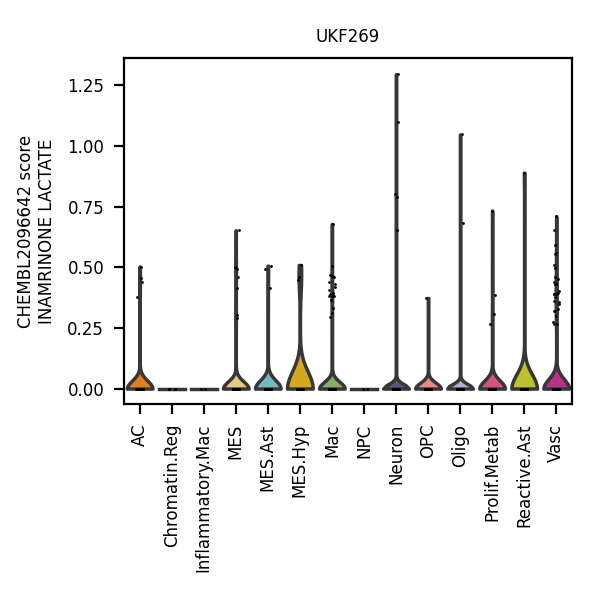 UKF269
CHEMBL2096642 score
INAMRINONE LACTATE
1.25
1.00
0.75
0.50
0.25
0.00
AC
Chromatin.Reg
Inflammatory.Mac
MES
MES.Ast
MES.Hyp
Mac
NPC
Neuron
OPC
Oligo
Prolif.Metab
Reactive.Ast
Vasc